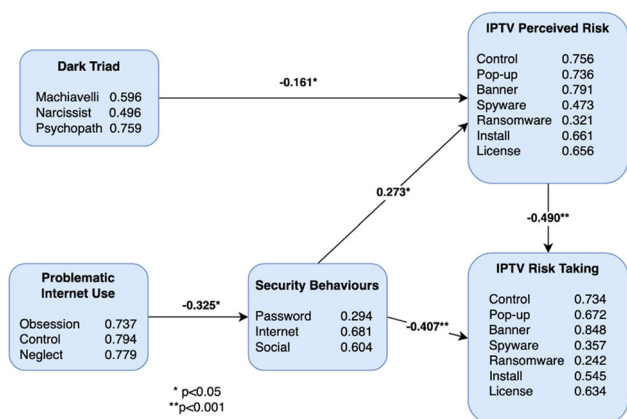 Dark Triad
Machiavelli 0.596
Narcissist 0.496
Psychopath 0.759
-0.161*
IPTV Perceived Risk
Control 0.756
Pop-up 0.736
Banner 0.791
Spyware 0.473
Ransomware 0.321
Install 0.661
License 0.656
0.273*
-0.490**
Problematic
Internet Use
Obsession 0.737
Control 0.794
Neglect 0.779
-0.325*
Security Behaviours
Password 0.294
Internet 0.681
Social 0.604
-0.407**
IPTV Risk Taking
Control 0.734
Pop-up 0.672
Banner 0.848
Spyware 0.357
Ransomware 0.242
Install 0.545
License 0.634
* p<0.05
**p<0.001